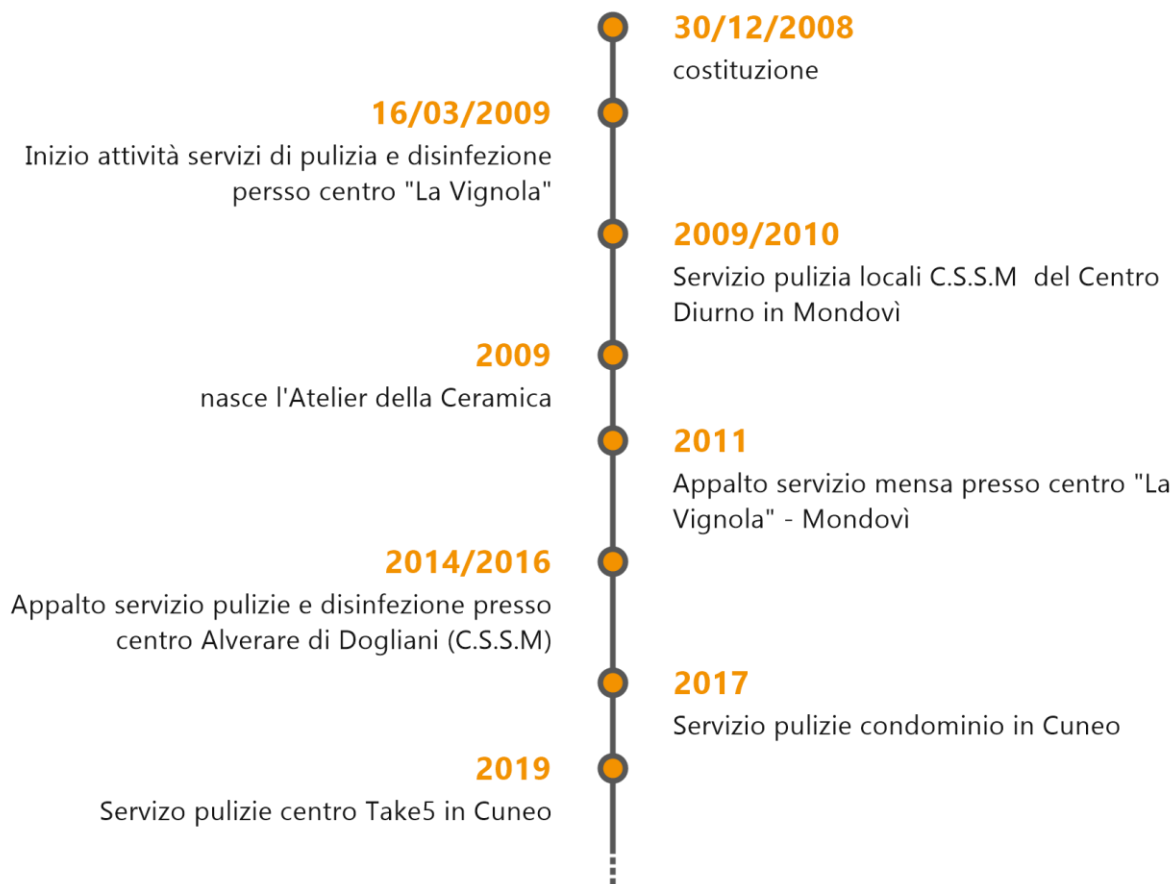 30/12/2008
costituzione
16/03/2009
Inizio attività servizi di pulizia e disinfezione
persso centro "La Vignola"
2009/2010
Servizio pulizia locali C.S.S.M  del Centro
Diurno in Mondovì
2009
nasce l'Atelier della Ceramica
2011
Appalto servizio mensa presso centro "La
Vignola" - Mondovì
2014/2016
Appalto servizio pulizie e disinfezione presso
centro Alverare di Dogliani (C.S.S.M)
2017
Servizio pulizie condominio in Cuneo
2019
Servizo pulizie centro Take5 in Cuneo